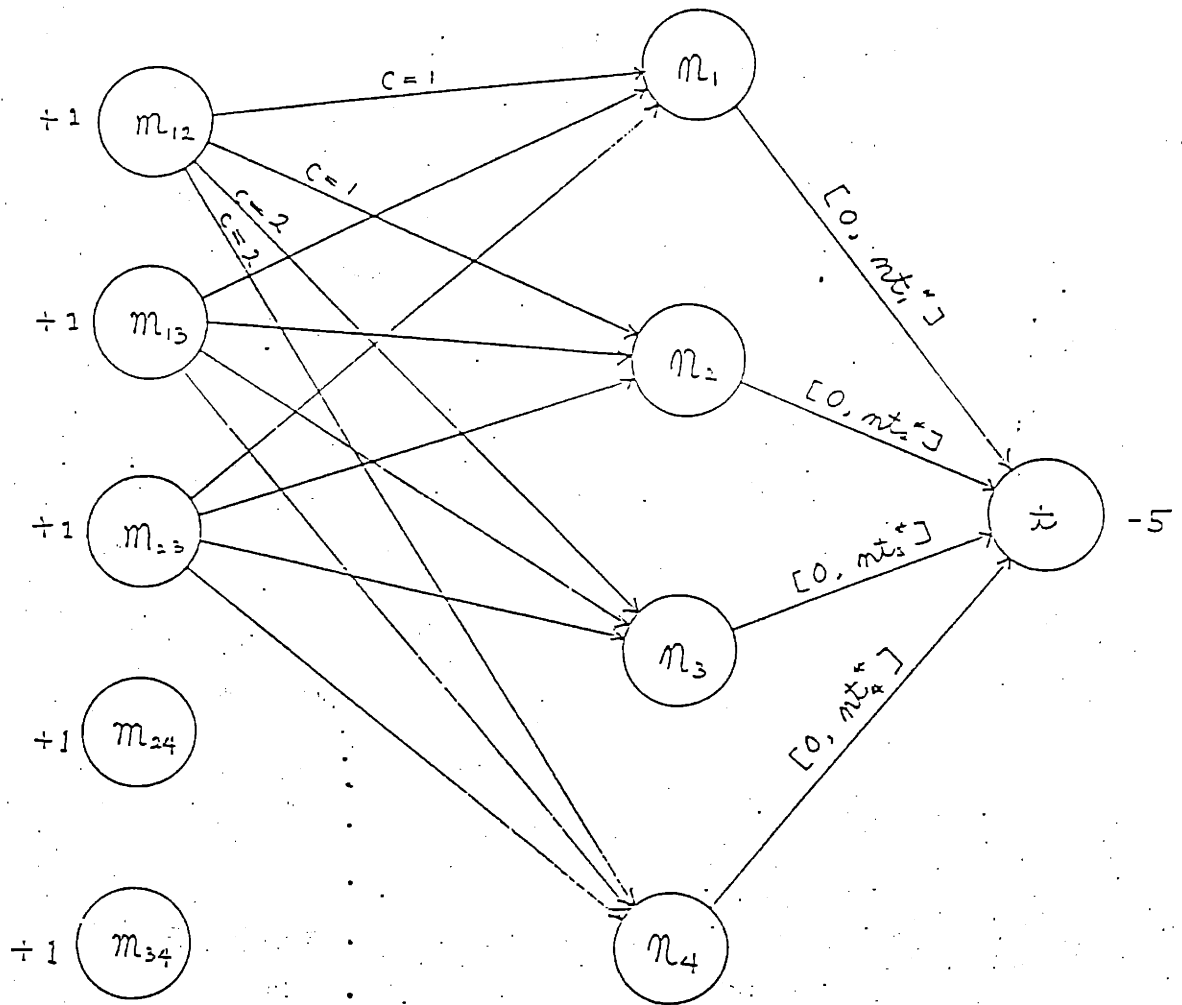 +1
m₁₂
+1
m₁₃
+1
m₂₃
+1
m₂₄
+1
m₃₄
c=1
c=1
c=2
c=2
n₁
n₂
n₃
n₄
[0, nt₁*]
[0, nt₂*]
[0, nt₃*]
[0, nt₄*]
-5